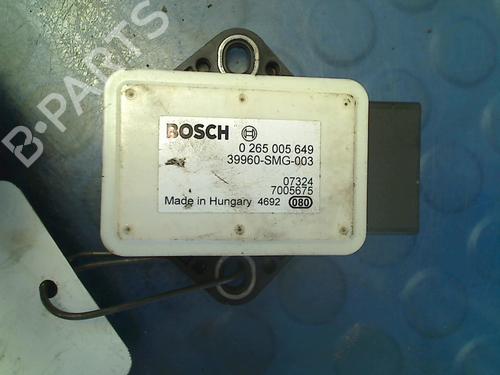 B-PARTS
BOSCH
0 265 005 649
39960-SMG-003
07324
7005675
Made in Hungary 4692 080